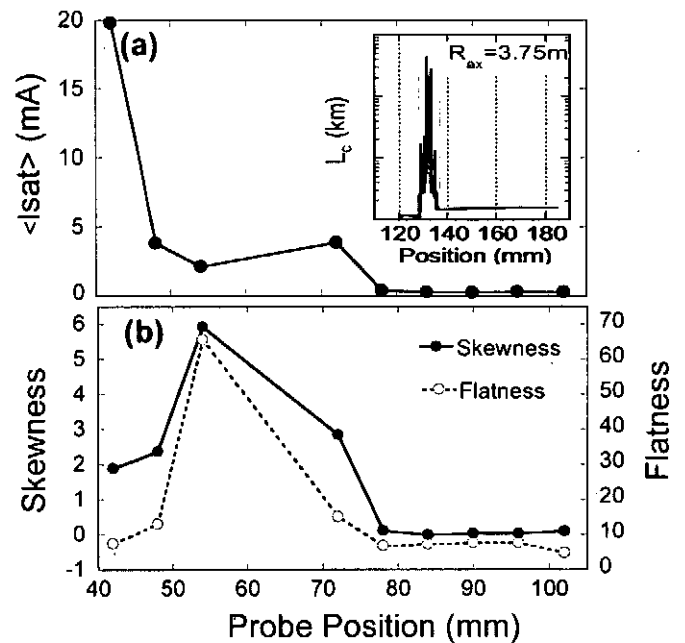 (a)
<Isat> (mA)
20
15
10
5
0
R_ax=3.75m
L_c (km)
120 140 160 180
Position (mm)
(b)
Skewness
6
5
4
3
2
1
0
-1
Skewness
Flatness
70
60
50
40
30
20
10
0
Flatness
40 50 60 70 80 90 100
Probe Position (mm)